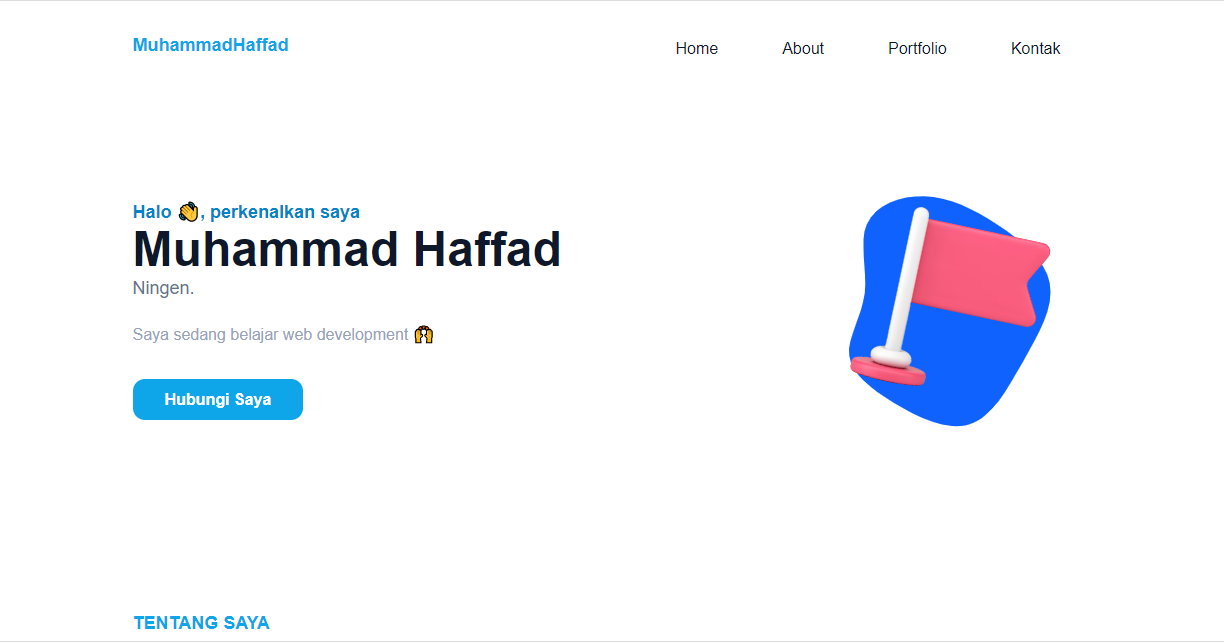 MuhammadHaffad
Home About Portfolio Kontak
Halo 👋, perkenalkan saya
Muhammad Haffad
Ningen.
Saya sedang belajar web development 🙌
Hubungi Saya
TENTANG SAYA